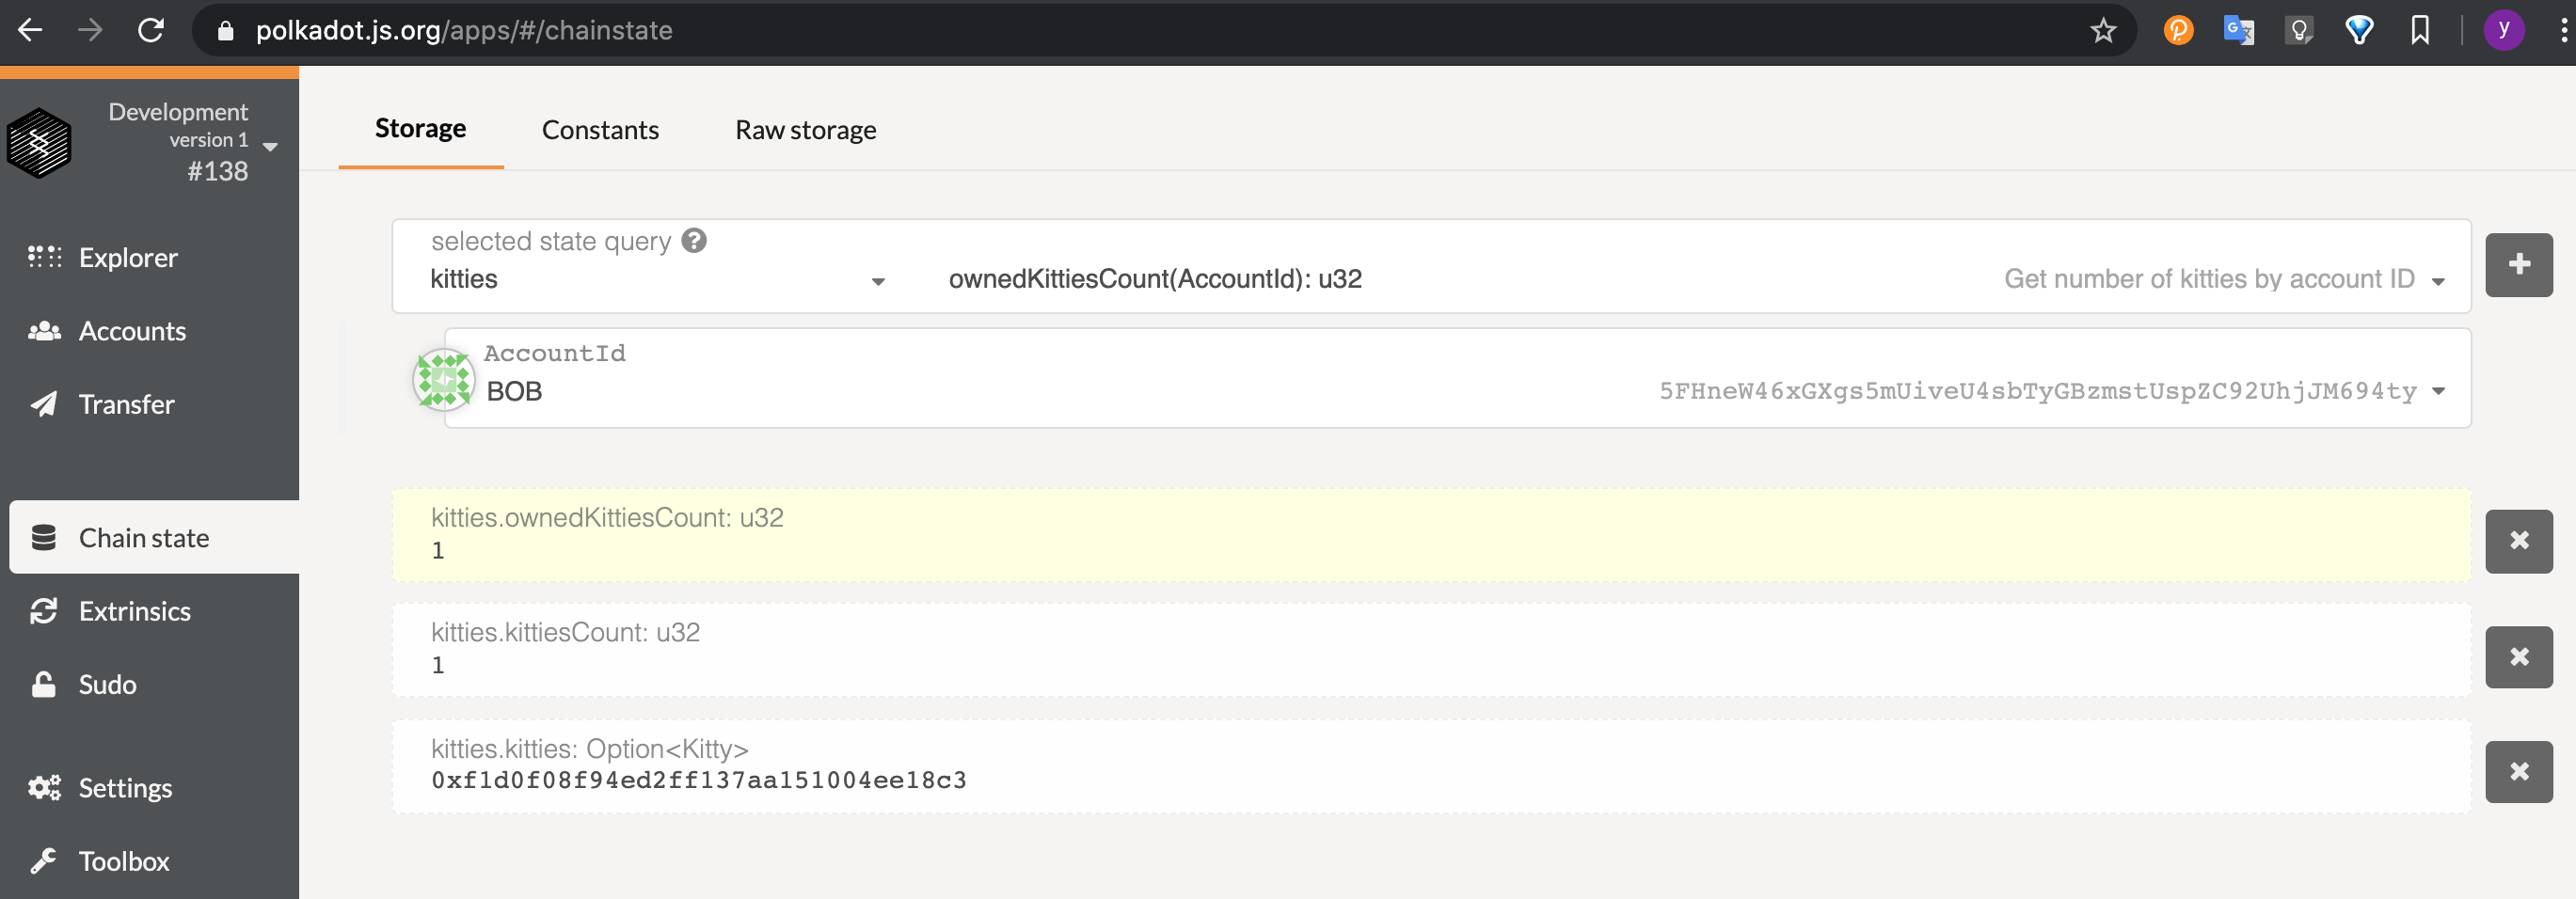 polkadot.js.org/apps/#/chainstate
y
Development
version 1
#138
Explorer
Accounts
Transfer
Chain state
Extrinsics
Sudo
Settings
Toolbox
Storage Constants Raw storage
selected state query ?
kitties ownedKittiesCount(AccountId): u32 Get number of kitties by account ID
AccountId
BOB 5FHneW46xGXgs5mUiveU4sbTyGBzmstUspZC92UhjJM694ty
kitties.ownedKittiesCount: u32
1
kitties.kittiesCount: u32
1
kitties.kitties: Option<Kitty>
0xf1d0f08f94ed2ff137aa151004ee18c3